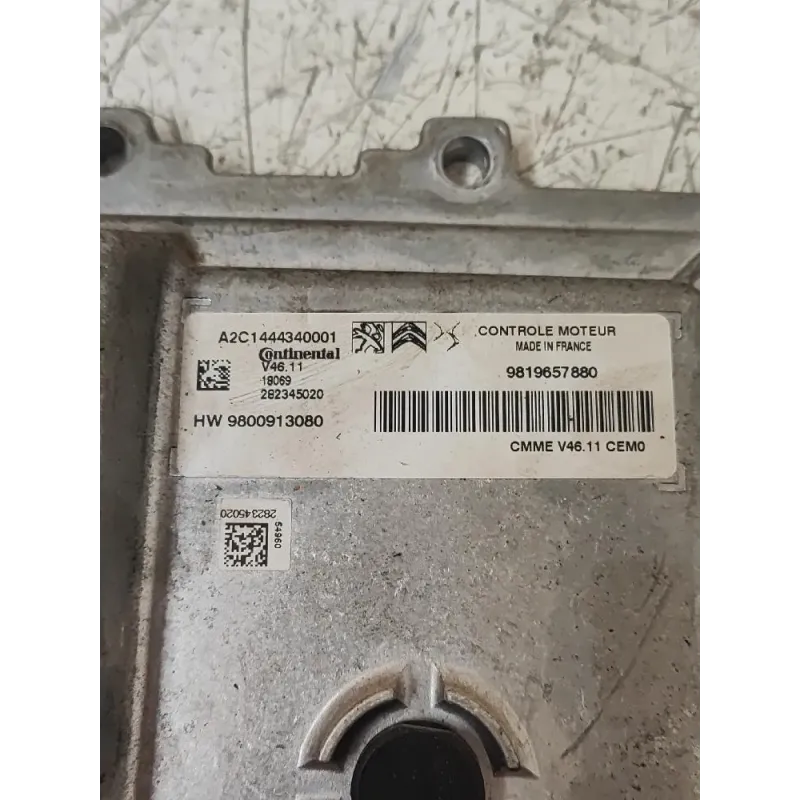 A2C1444340001
Continental
V46.11
18069
282345020
HW 9800913080
CONTROLE MOTEUR
MADE IN FRANCE
9819657880
CMME V46.11 CEM0
282345020
54960